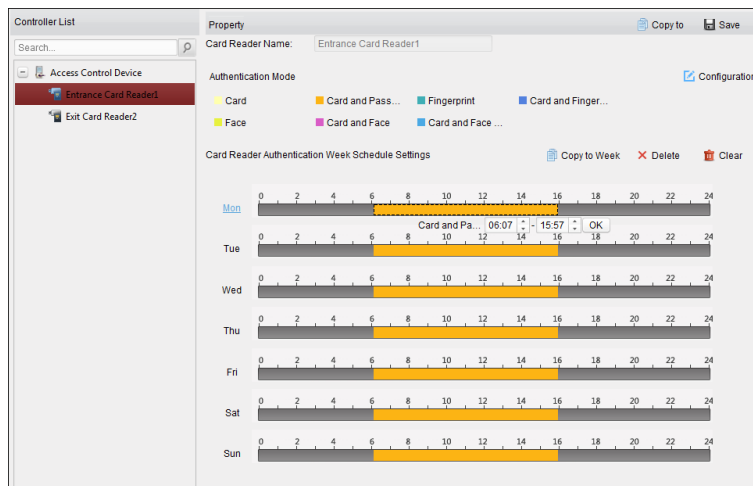 Controller List
Search...
Access Control Device
Entrance Card Reader1
Exit Card Reader2
Property
Copy to
Save
Card Reader Name:
Entrance Card Reader1
Authentication Mode
Configuration
Card
Card and Pass...
Fingerprint
Card and Finger...
Face
Card and Face
Card and Face ...
Card Reader Authentication Week Schedule Settings
Copy to Week
Delete
Clear
0 2 4 6 8 10 12 14 16 18 20 22 24
Mon
Card and Pa... 06:07 - 15:57 OK
0 2 4 6 8 10 12 14 16 18 20 22 24
Tue
0 2 4 6 8 10 12 14 16 18 20 22 24
Wed
0 2 4 6 8 10 12 14 16 18 20 22 24
Thu
0 2 4 6 8 10 12 14 16 18 20 22 24
Fri
0 2 4 6 8 10 12 14 16 18 20 22 24
Sat
0 2 4 6 8 10 12 14 16 18 20 22 24
Sun